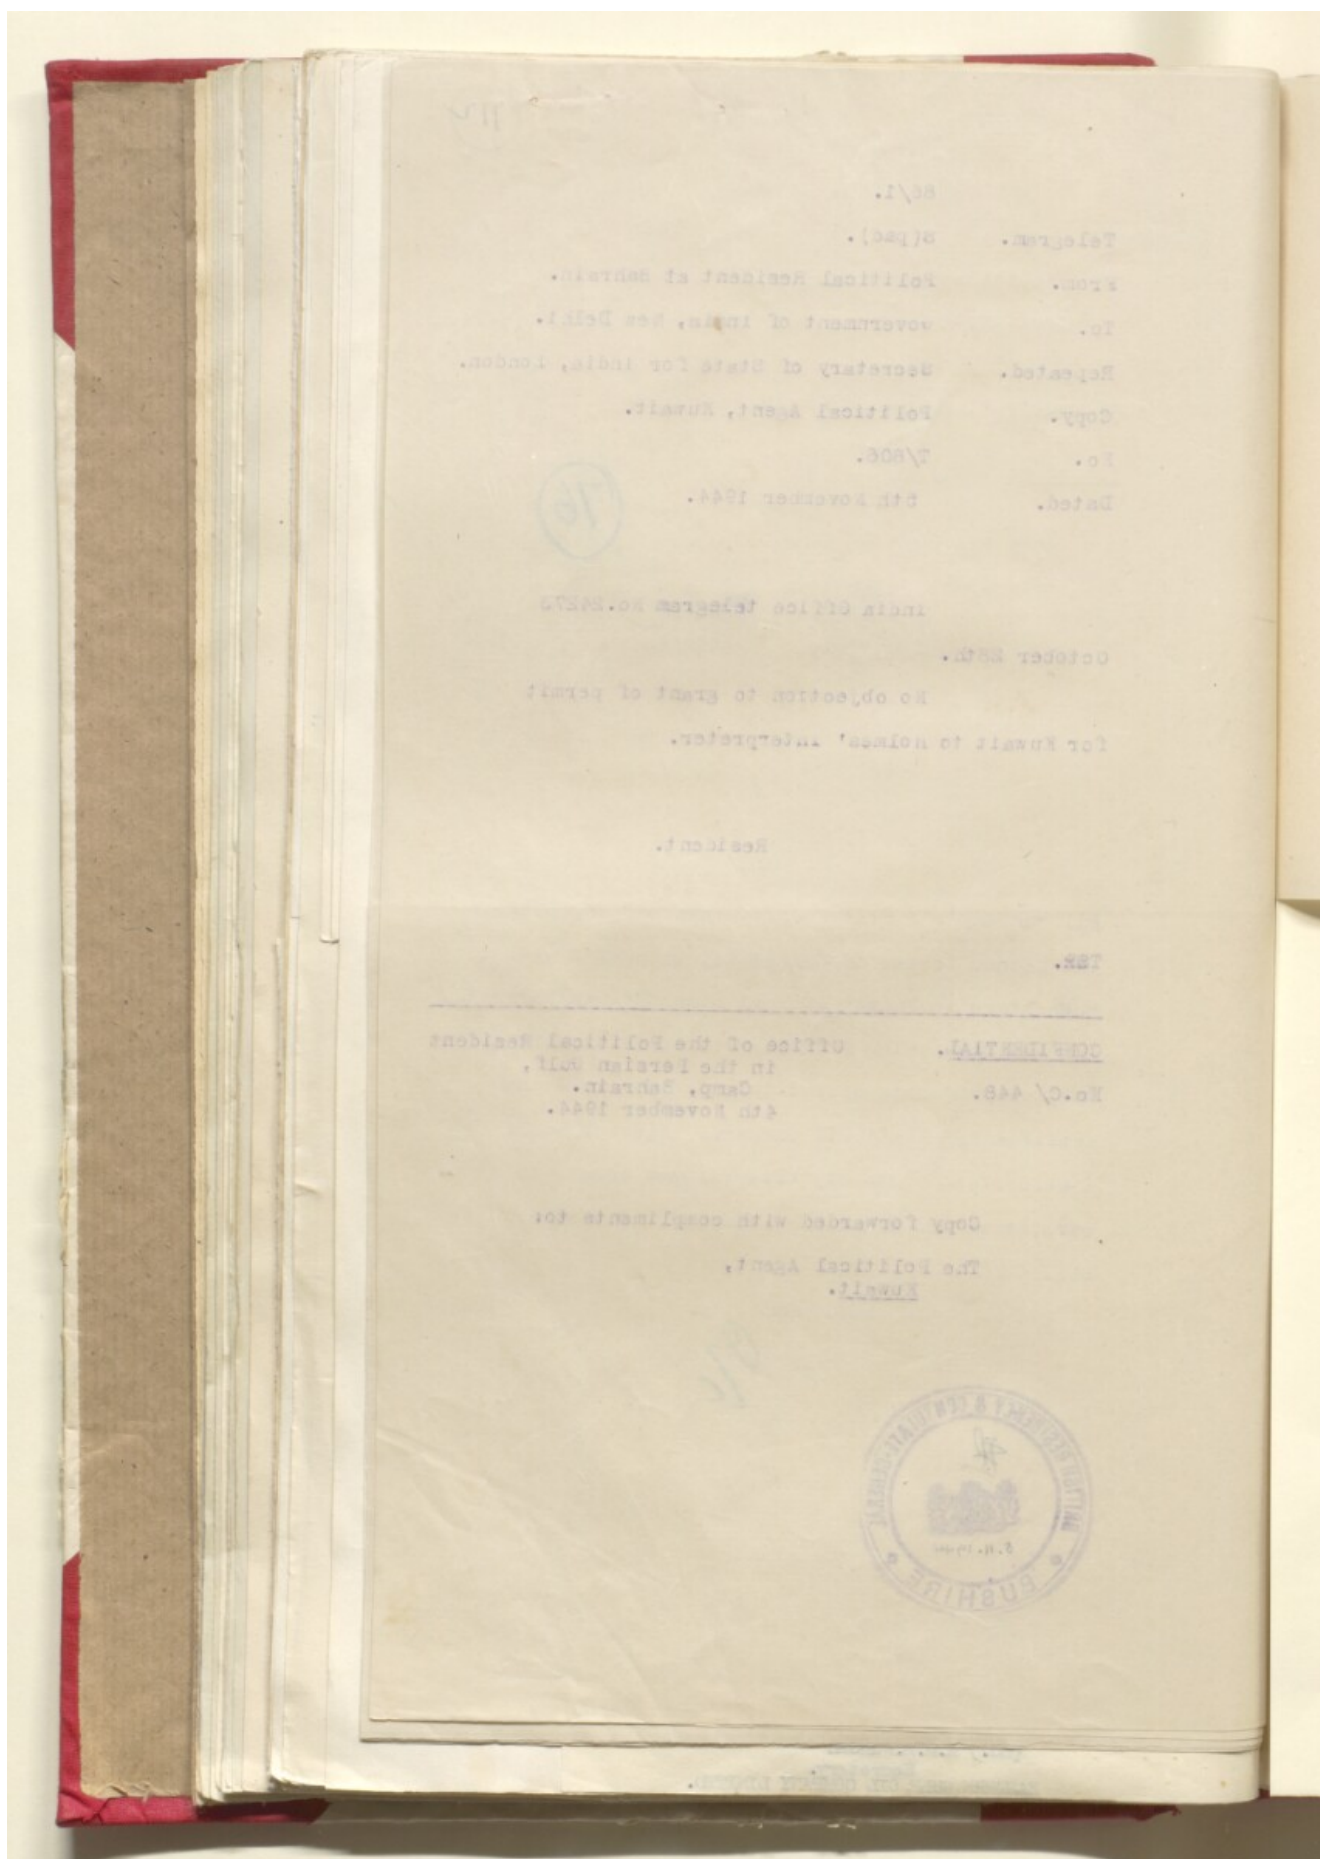 86/1.
Telegram. S(pad).
From. Political Resident at Bahrain.
To. Government of India, New Delhi.
Repeated. Secretary of State for India, London.
Copy. Political Agent, Kuwait.
No. T/806.
Dated. 5th November 1944.
76
India Office telegram No.24273
October 28th.
No objection to grant of permit
for Kuwait to Holmes' interpreter.
Resident.
TSR.
CONFIDENTIAL. Office of the Political Resident
in the Persian Gulf,
No.C/ 448. Camp, Bahrain.
4th November 1944.
Copy forwarded with compliments to:
The Political Agent,
Kuwait.
BRITISH RESIDENCY & CONSULATE-GENERAL
BUSHIRE